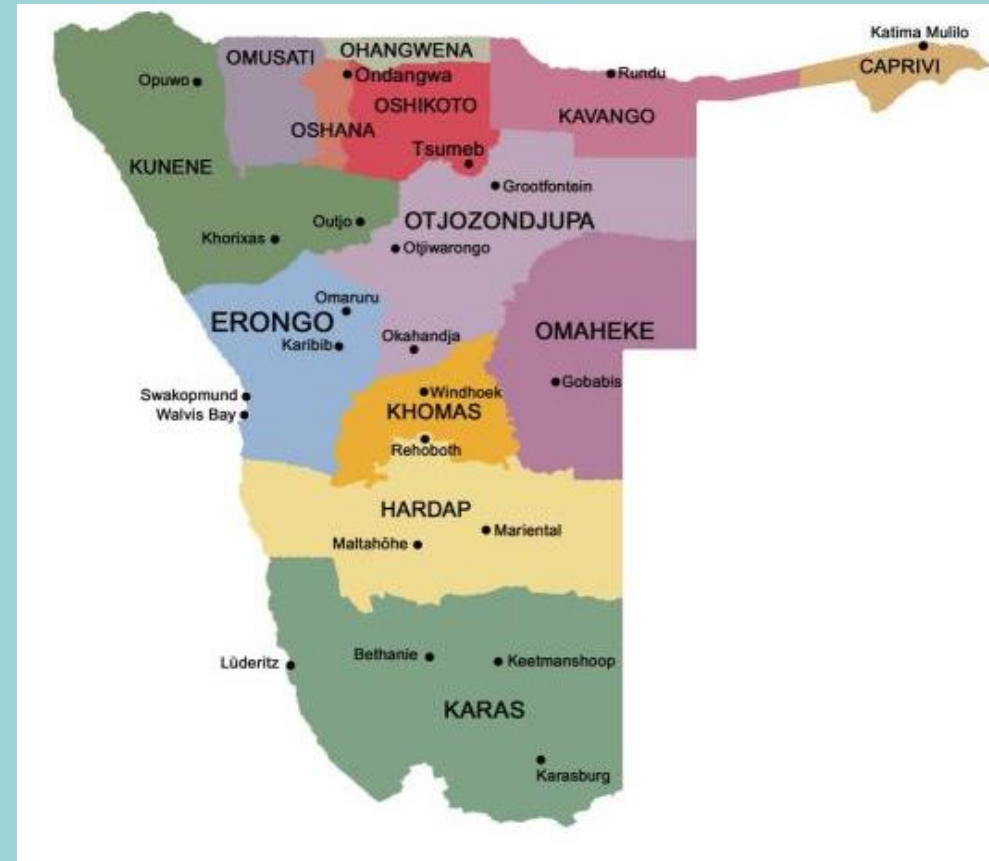 Katima Mulilo
CAPRIVI
OHANGWENA
OMUSATI
Opuwo
Ondangwa
Rundu
OSHIKOTO
KAVANGO
OSHANA
Tsumeb
KUNENE
Grootfontein
OTJOZONDJUPA
Outjo
Khorixas
Otjiwarongo
Omaruru
ERONGO
OMAHEKE
Karibib
Okahandja
Gobabis
Swakopmund
Windhoek
Walvis Bay
KHOMAS
Rehoboth
HARDAP
Mariental
Maltahöhe
Bethanie
Lüderitz
Keetmanshoop
KARAS
Karasburg